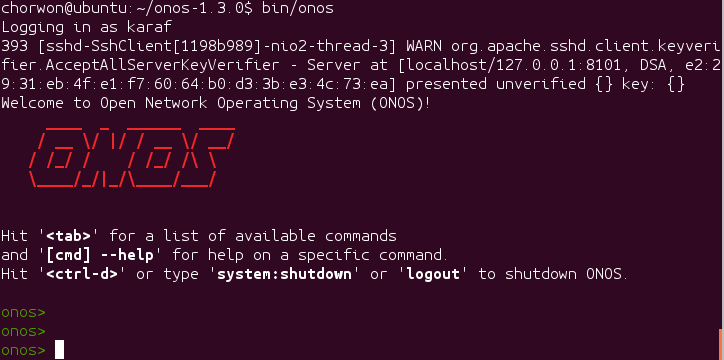 chorwon@ubuntu:~/onos-1.3.0$ bin/onos
Logging in as karaf
393 [sshd-SshClient[1198b989]-nio2-thread-3] WARN org.apache.sshd.client.keyveri
fier.AcceptAllServerKeyVerifier - Server at [localhost/127.0.0.1:8101, DSA, e2:2
9:31:eb:4f:e1:f7:60:64:b0:d3:3b:e3:4c:73:ea] presented unverified {} key: {}
Welcome to Open Network Operating System (ONOS)!
     ____  _  ______  ____
    / __ \/ |/ / __ \/ __/
   / /_/ /    / /_/ /\ \
   \____/_/|_/\____/___/
Hit '<tab>' for a list of available commands
and '[cmd] --help' for help on a specific command.
Hit '<ctrl-d>' or type 'system:shutdown' or 'logout' to shutdown ONOS.
onos>
onos>
onos>